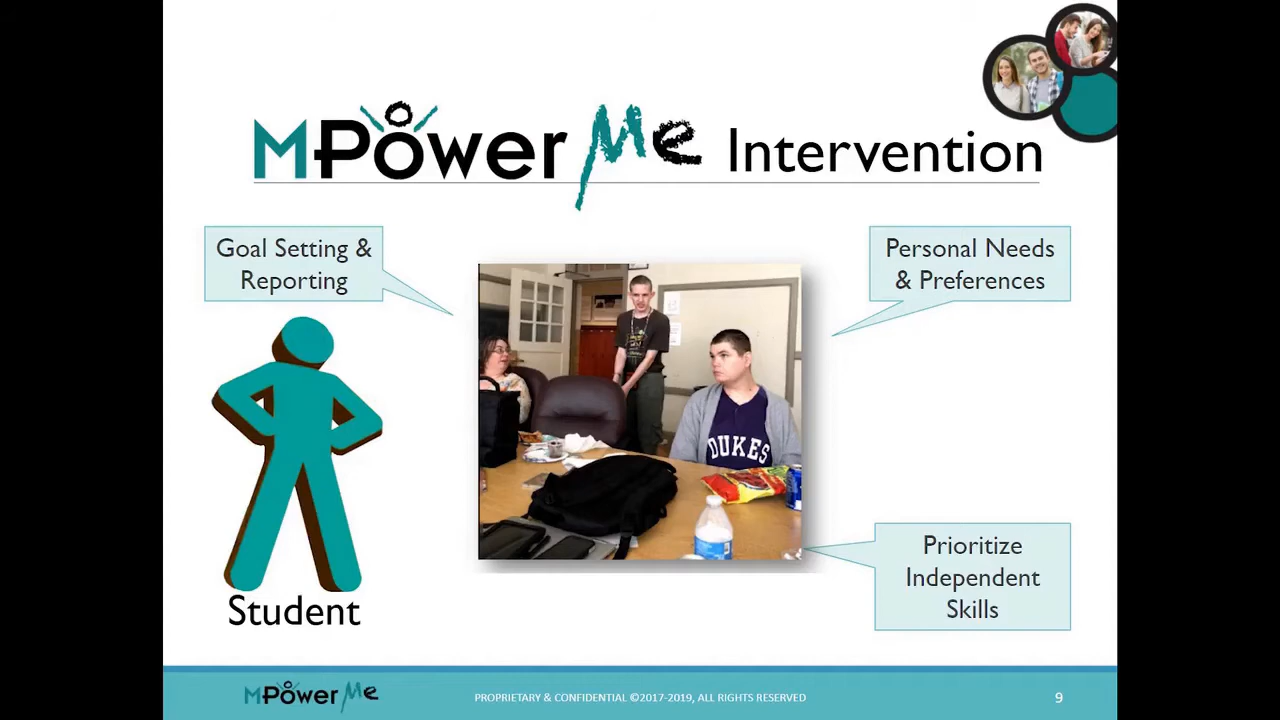 MPower Me Intervention
Goal Setting &
Reporting
Personal Needs
& Preferences
DUKES
Prioritize
Independent
Skills
Student
MPower Me
PROPRIETARY & CONFIDENTIAL ©2017-2019, ALL RIGHTS RESERVED
9